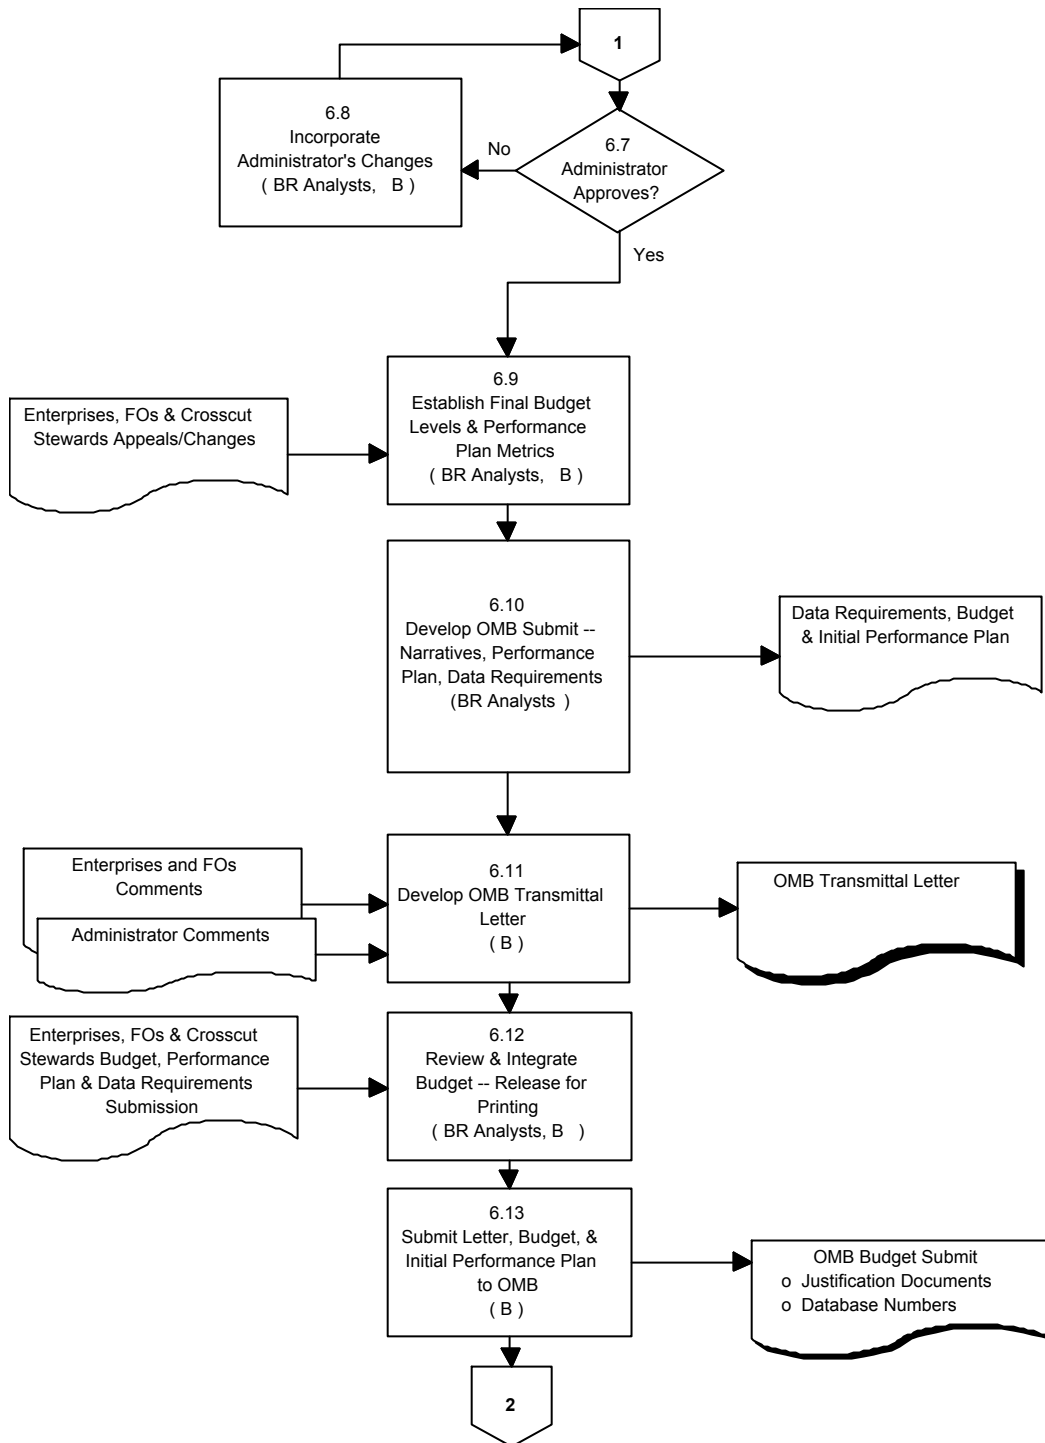 1
6.8
Incorporate
Administrator's Changes
( BR Analysts, B )
No
6.7
Administrator
Approves?
Yes
6.9
Establish Final Budget
Levels & Performance
Plan Metrics
( BR Analysts, B )
Enterprises, FOs & Crosscut
Stewards Appeals/Changes
6.10
Develop OMB Submit --
Narratives, Performance
Plan, Data Requirements
(BR Analysts )
Data Requirements, Budget
& Initial Performance Plan
Enterprises and FOs
Comments
Administrator Comments
6.11
Develop OMB Transmittal
Letter
( B )
OMB Transmittal Letter
Enterprises, FOs & Crosscut
Stewards Budget, Performance
Plan & Data Requirements
Submission
6.12
Review & Integrate
Budget -- Release for
Printing
( BR Analysts, B )
6.13
Submit Letter, Budget, &
Initial Performance Plan
to OMB
( B )
OMB Budget Submit
o Justification Documents
o Database Numbers
2